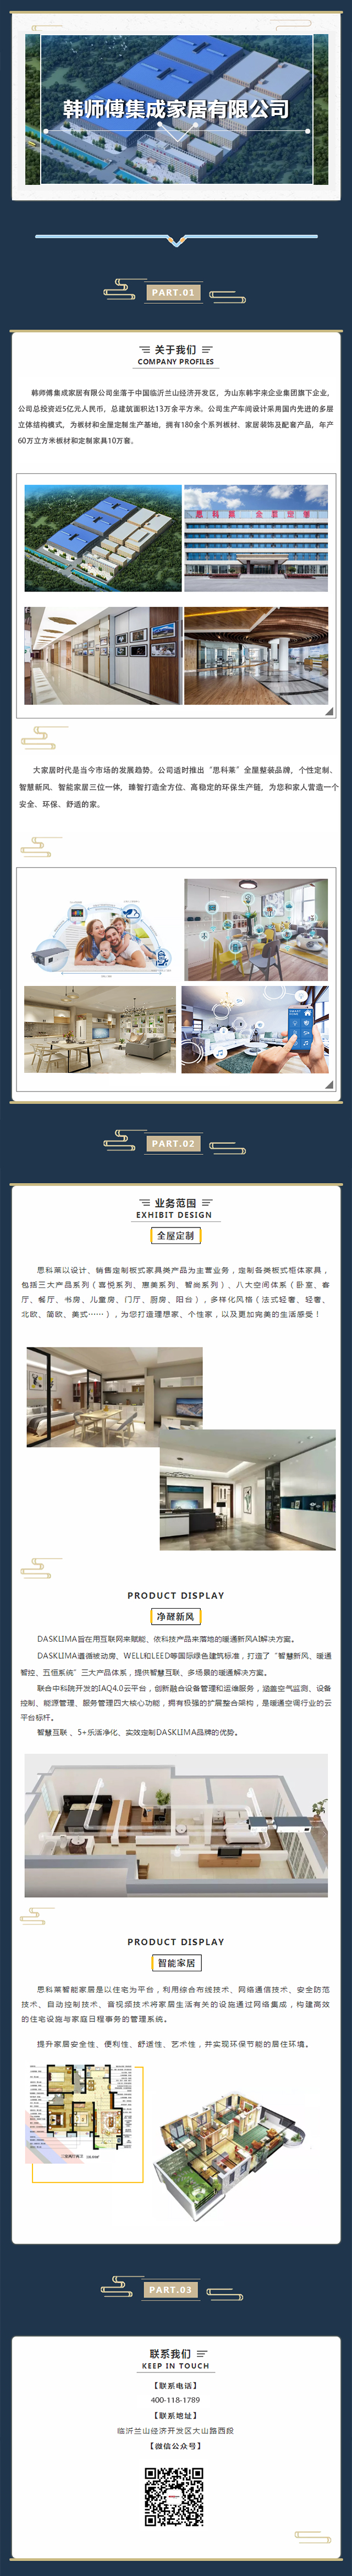 韩师傅集成家居有限公司
PART.01
关于我们
COMPANY PROFILES
韩师傅集成家居有限公司坐落于中国临沂兰山经济开发区，为山东韩宇来企业集团旗下企业，
公司总投资近5亿元人民币，总建筑面积达13万余平方米。公司生产车间设计采用国内先进的多层
立体结构模式，为板材和全屋定制生产基地，拥有180余个系列板材、家居装饰及配套产品，年产
60万立方米板材和定制家具10万套。
思科莱 全屋定制
大家居时代是当今市场的发展趋势。公司适时推出“思科莱”全屋整装品牌，个性定制、
智慧新风、智能家居三位一体，臻智打造全方位、高稳定的环保生产链，为您和家人营造一个
安全、环保、舒适的家。
PART.02
业务范围
EXHIBIT DESIGN
全屋定制
思科莱以设计、销售定制板式家具类产品为主营业务，定制各类板式柜体家具，
包括三大产品系列（喜悦系列、惠美系列、智尚系列）、八大空间体系（卧室、客
厅、餐厅、书房、儿童房、门厅、厨房、阳台），多样化风格（法式轻奢、轻奢、
北欧、简欧、美式……），为您打造理想家、个性家，以及更加完美的生活感受！
PRODUCT DISPLAY
净醛新风
DASKLIMA旨在用互联网来赋能、依科技产品来落地的暖通新风AI解决方案。
DASKLIMA遵循被动房、WELL和LEED等国际绿色建筑标准，打造了“智慧新风、暖通
智控、五恒系统”三大产品体系，提供智慧互联、多场景的暖通解决方案。
联合中科院开发的IAQ4.0云平台，创新融合设备管理和运维服务，涵盖空气监测、设备
控制、能源管理、服务管理四大核心功能，拥有极强的扩展整合架构，是暖通空调行业的云
平台标杆。
智慧互联 、5+乐活净化、实效定制DASKLIMA品牌的优势。
PRODUCT DISPLAY
智能家居
思科莱智能家居是以住宅为平台，利用综合布线技术、网络通信技术、安全防范
技术、自动控制技术、音视频技术将家居生活有关的设施通过网络集成，构建高效
的住宅设施与家庭日程事务的管理系统。
提升家居安全性、便利性、舒适性、艺术性，并实现环保节能的居住环境。
PART.03
联系我们
KEEP IN TOUCH
【联系电话】
400-118-1789
【联系地址】
临沂兰山经济开发区大山路西段
【微信公众号】